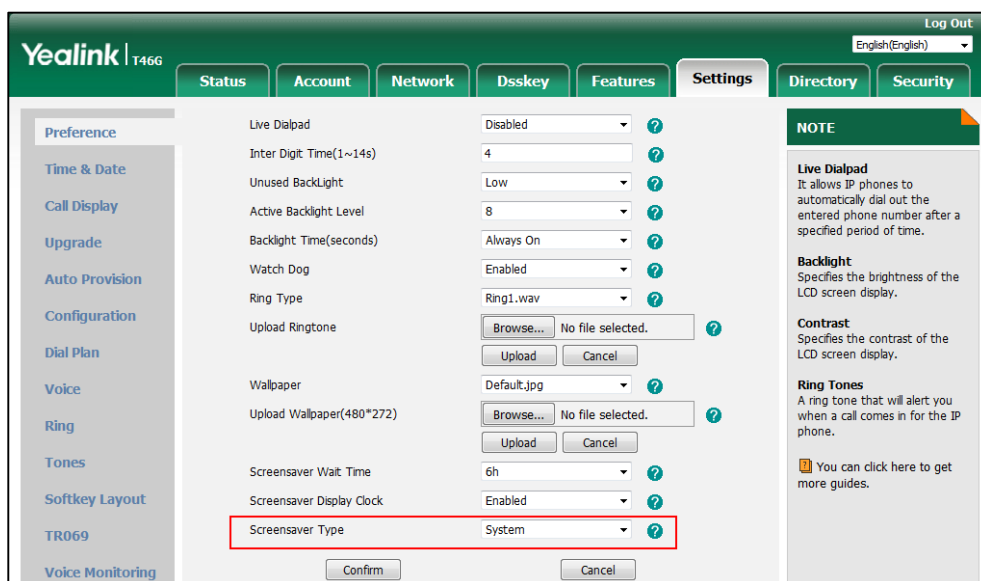 Log Out
Yealink T46G
English(English)
Status Account Network Dsskey Features Settings Directory Security
Preference
Time & Date
Call Display
Upgrade
Auto Provision
Configuration
Dial Plan
Voice
Ring
Tones
Softkey Layout
TR069
Voice Monitoring
Live Dialpad Disabled ?
Inter Digit Time(1~14s) 4 ?
Unused BackLight Low ?
Active Backlight Level 8 ?
Backlight Time(seconds) Always On ?
Watch Dog Enabled ?
Ring Type Ring1.wav ?
Upload Ringtone Browse... No file selected. ?
Upload Cancel
Wallpaper Default.jpg ?
Upload Wallpaper(480*272) Browse... No file selected. ?
Upload Cancel
Screensaver Wait Time 6h ?
Screensaver Display Clock Enabled ?
Screensaver Type System ?
Confirm Cancel
NOTE
Live Dialpad
It allows IP phones to
automatically dial out the
entered phone number after a
specified period of time.
Backlight
Specifies the brightness of the
LCD screen display.
Contrast
Specifies the contrast of the
LCD screen display.
Ring Tones
A ring tone that will alert you
when a call comes in for the IP
phone.
? You can click here to get
more guides.